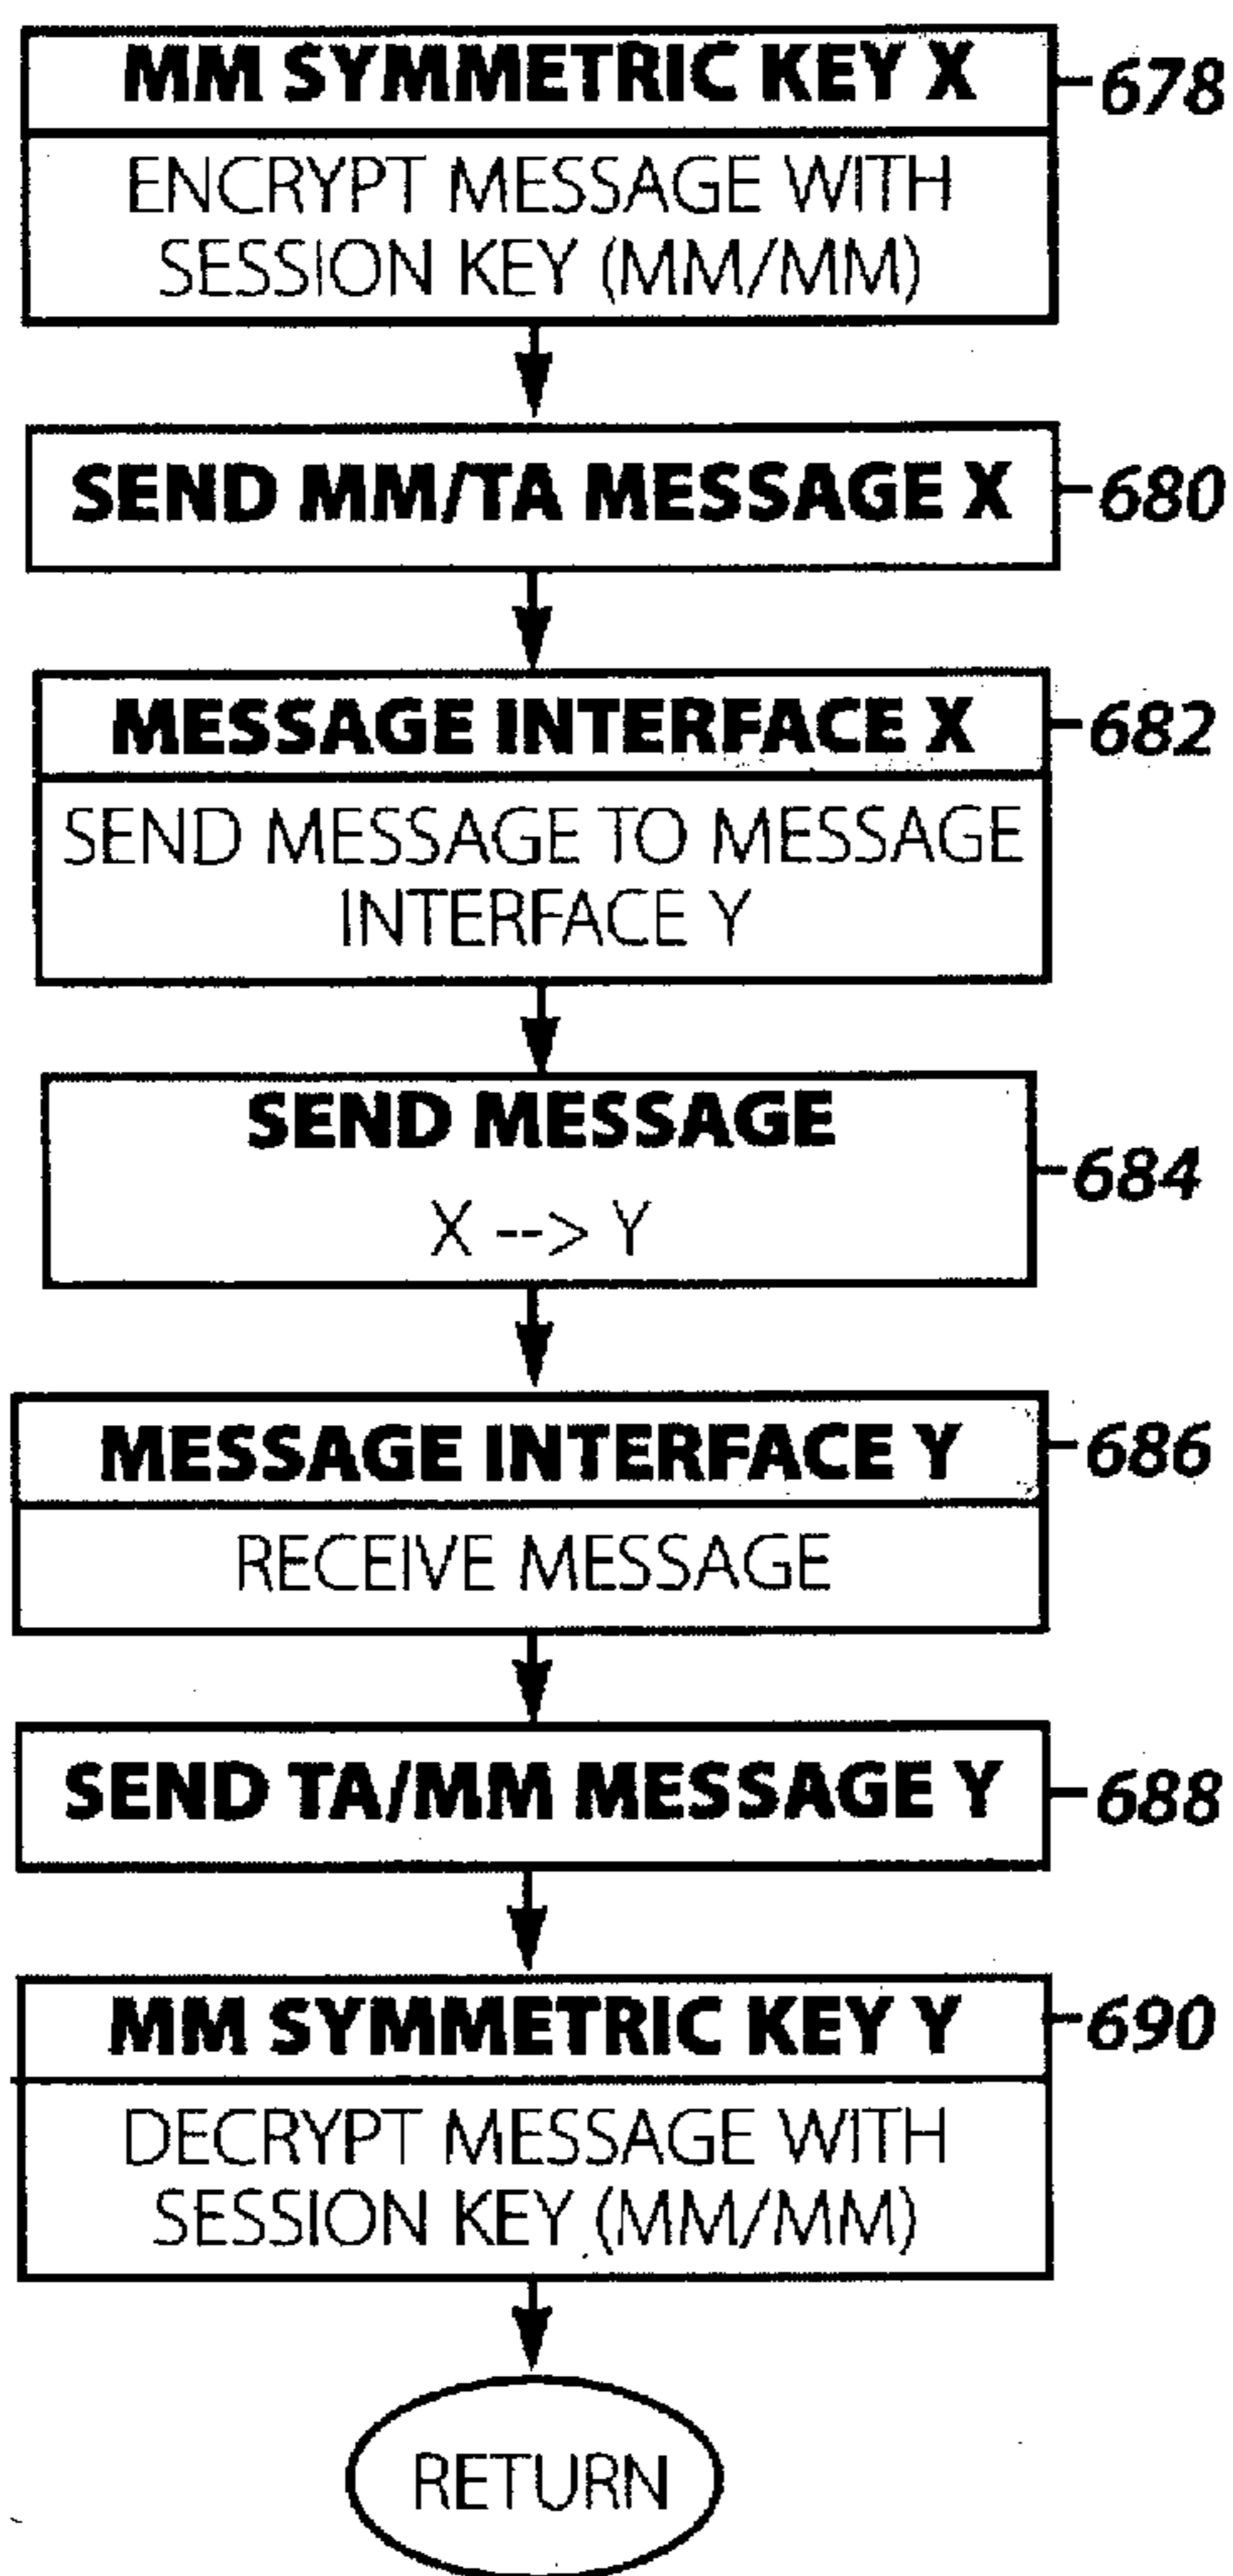 MM SYMMETRIC KEY X
678
ENCRYPT MESSAGE WITH
SESSION KEY (MM/MM)
SEND MM/TA MESSAGE X
680
MESSAGE INTERFACE X
682
SEND MESSAGE TO MESSAGE
INTERFACE Y
SEND MESSAGE
684
X --> Y
MESSAGE INTERFACE Y
686
RECEIVE MESSAGE
SEND TA/MM MESSAGE Y
688
MM SYMMETRIC KEY Y
690
DECRYPT MESSAGE WITH
SESSION KEY (MM/MM)
RETURN